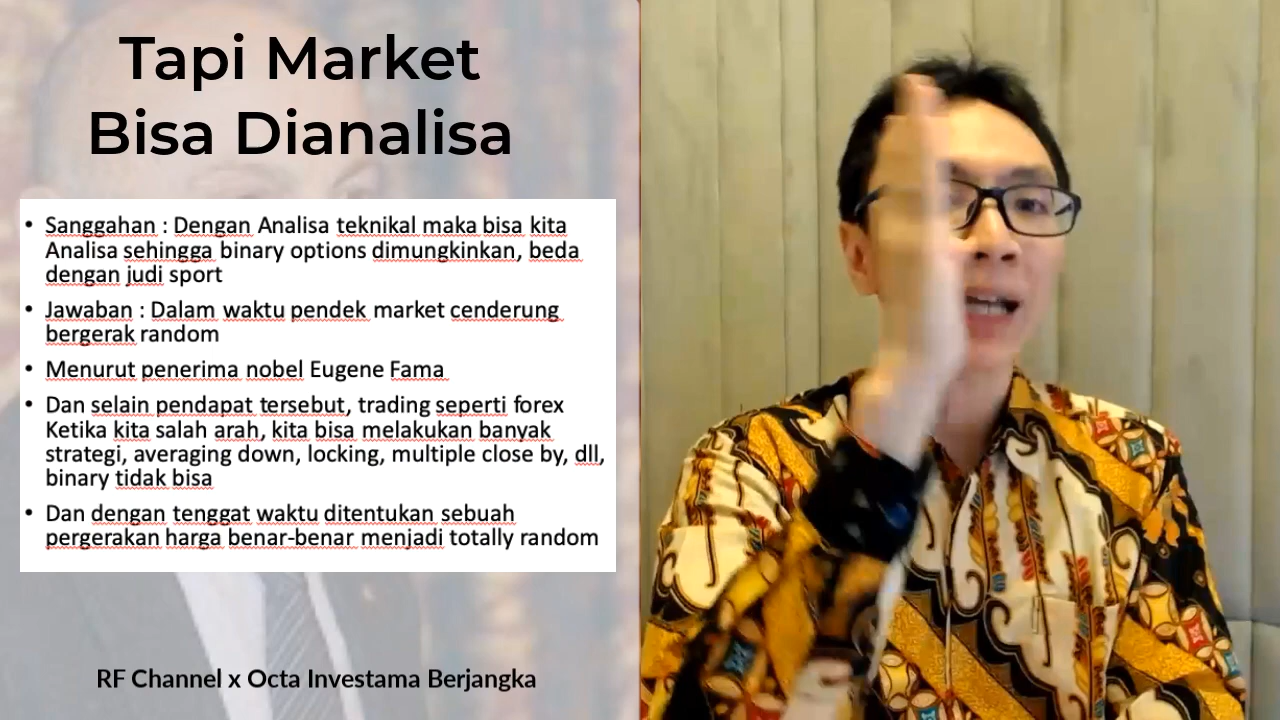 Tapi Market
Bisa Dianalisa
• Sanggahan : Dengan Analisa teknikal maka bisa kita
Analisa sehingga binary options dimungkinkan, beda
dengan judi sport
• Jawaban : Dalam waktu pendek market cenderung
bergerak random
• Menurut penerima nobel Eugene Fama
• Dan selain pendapat tersebut, trading seperti forex
Ketika kita salah arah, kita bisa melakukan banyak
strategi, averaging down, locking, multiple close by, dll,
binary tidak bisa
• Dan dengan tenggat waktu ditentukan sebuah
pergerakan harga benar-benar menjadi totally random
RF Channel x Octa Investama Berjangka